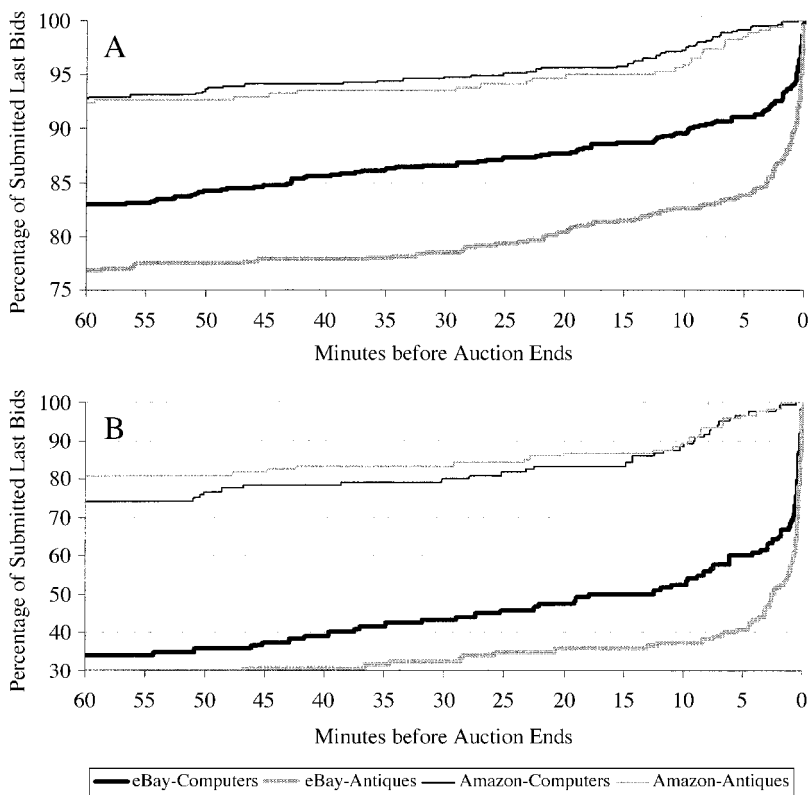 Percentage of Submitted Last Bids
A
100
95
90
85
80
75
60 55 50 45 40 35 30 25 20 15 10 5 0
Minutes before Auction Ends
Percentage of Submitted Last Bids
B
100
90
80
70
60
50
40
30
60 55 50 45 40 35 30 25 20 15 10 5 0
Minutes before Auction Ends
eBay-Computers eBay-Antiques Amazon-Computers Amazon-Antiques